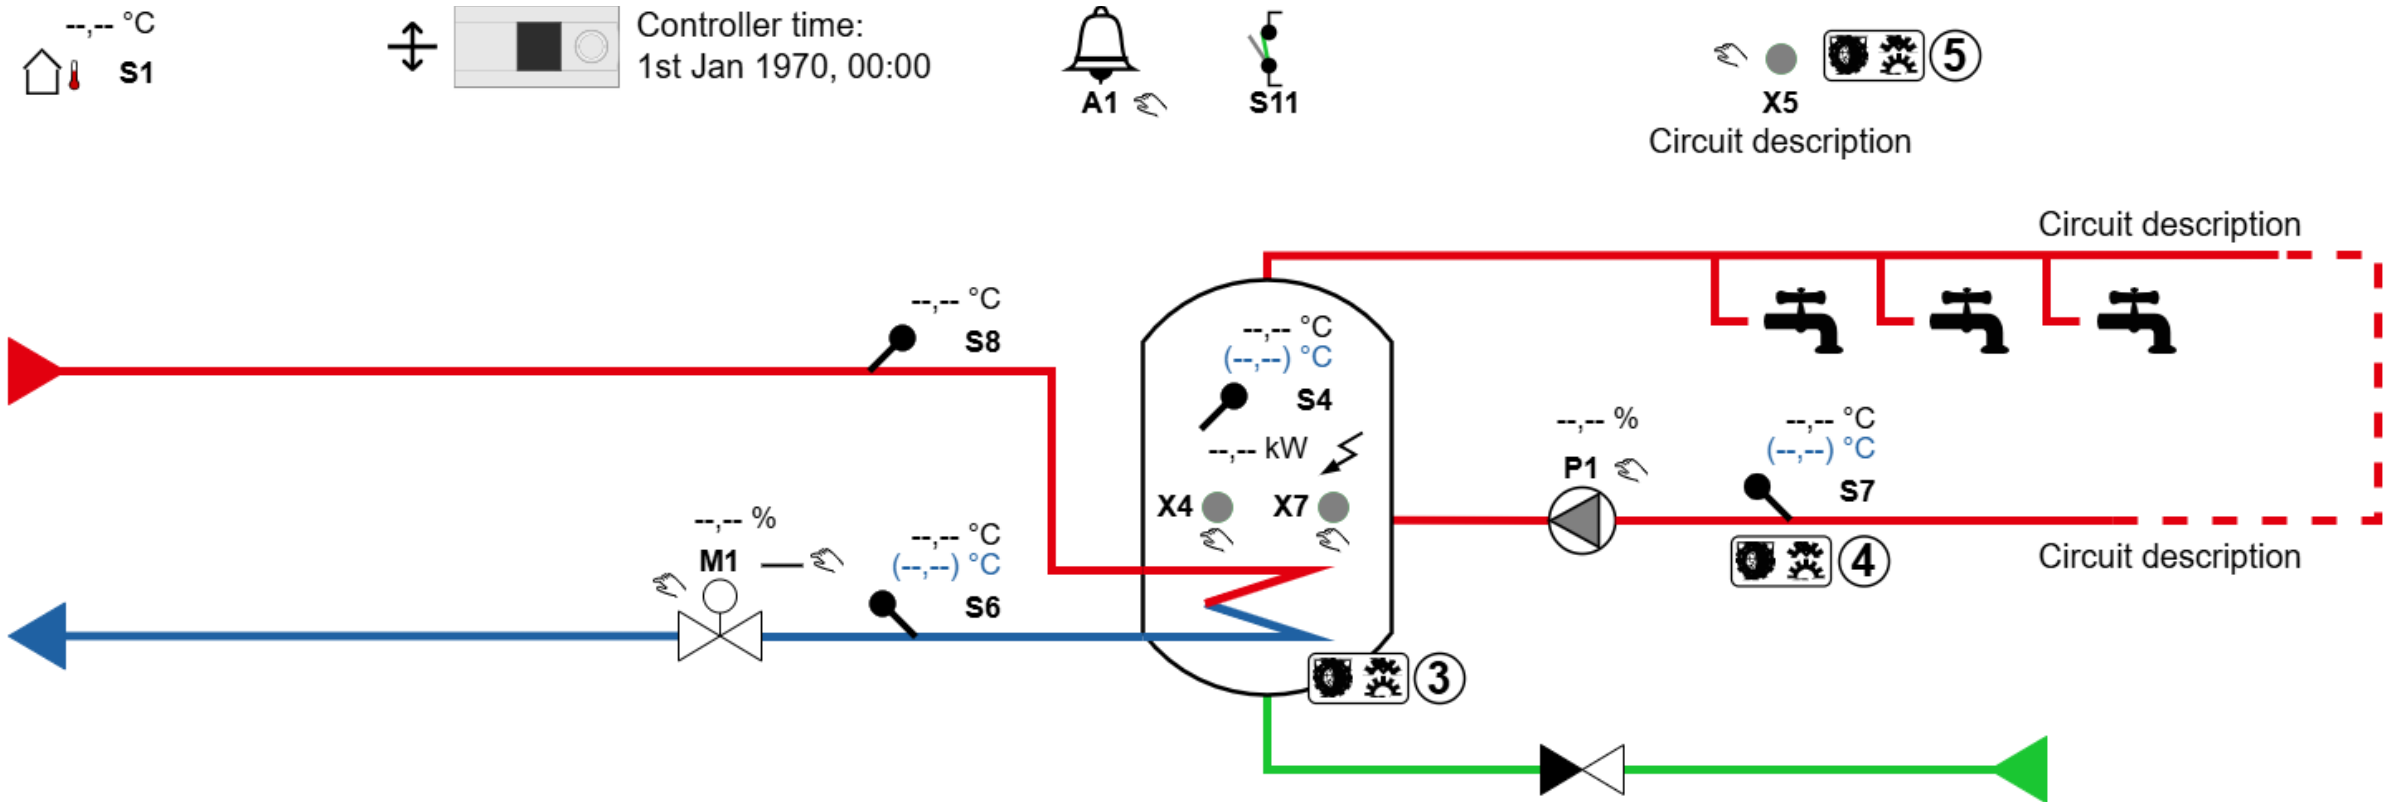 --,-- °C
S1
Controller time:
1st Jan 1970, 00:00
A1
S11
X5
5
Circuit description
Circuit description
--,-- °C
S8
--,-- °C
(--,--) °C
S4
--,-- kW
X4
X7
--,-- %
P1
--,-- °C
(--,--) °C
S7
4
Circuit description
--,-- %
M1
--,-- °C
(--,--) °C
S6
3